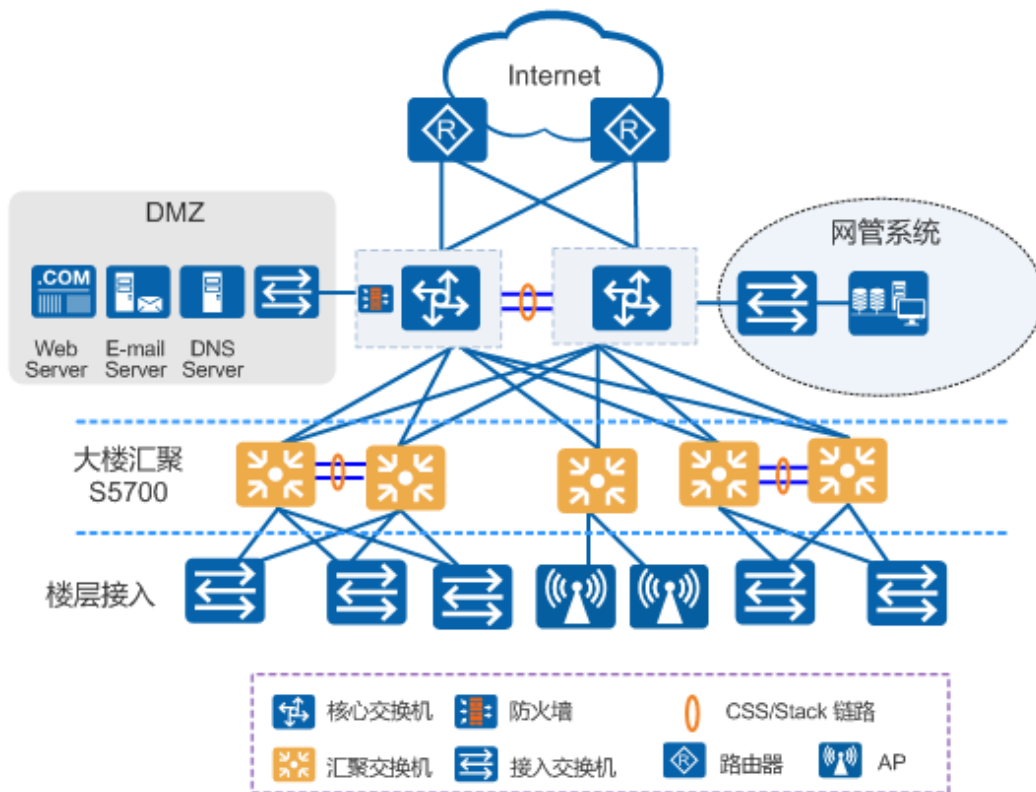 Internet
R
R
DMZ
网管系统
.COM
Web
Server
E-mail
Server
DNS
Server
大楼汇聚
S5700
楼层接入
核心交换机
防火墙
CSS/Stack 链路
汇聚交换机
接入交换机
R
路由器
AP